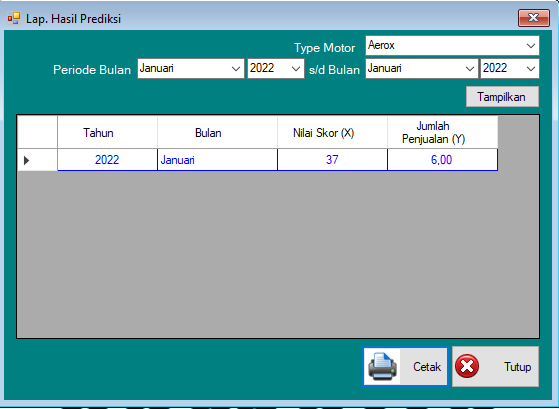 Lap. Hasil Prediksi
Type Motor Aerox
Periode Bulan Januari 2022 s/d Bulan Januari 2022
Tampilkan
Tahun Bulan Nilai Skor (X) Jumlah Penjualan (Y)
2022 Januari 37 6,00
Cetak Tutup